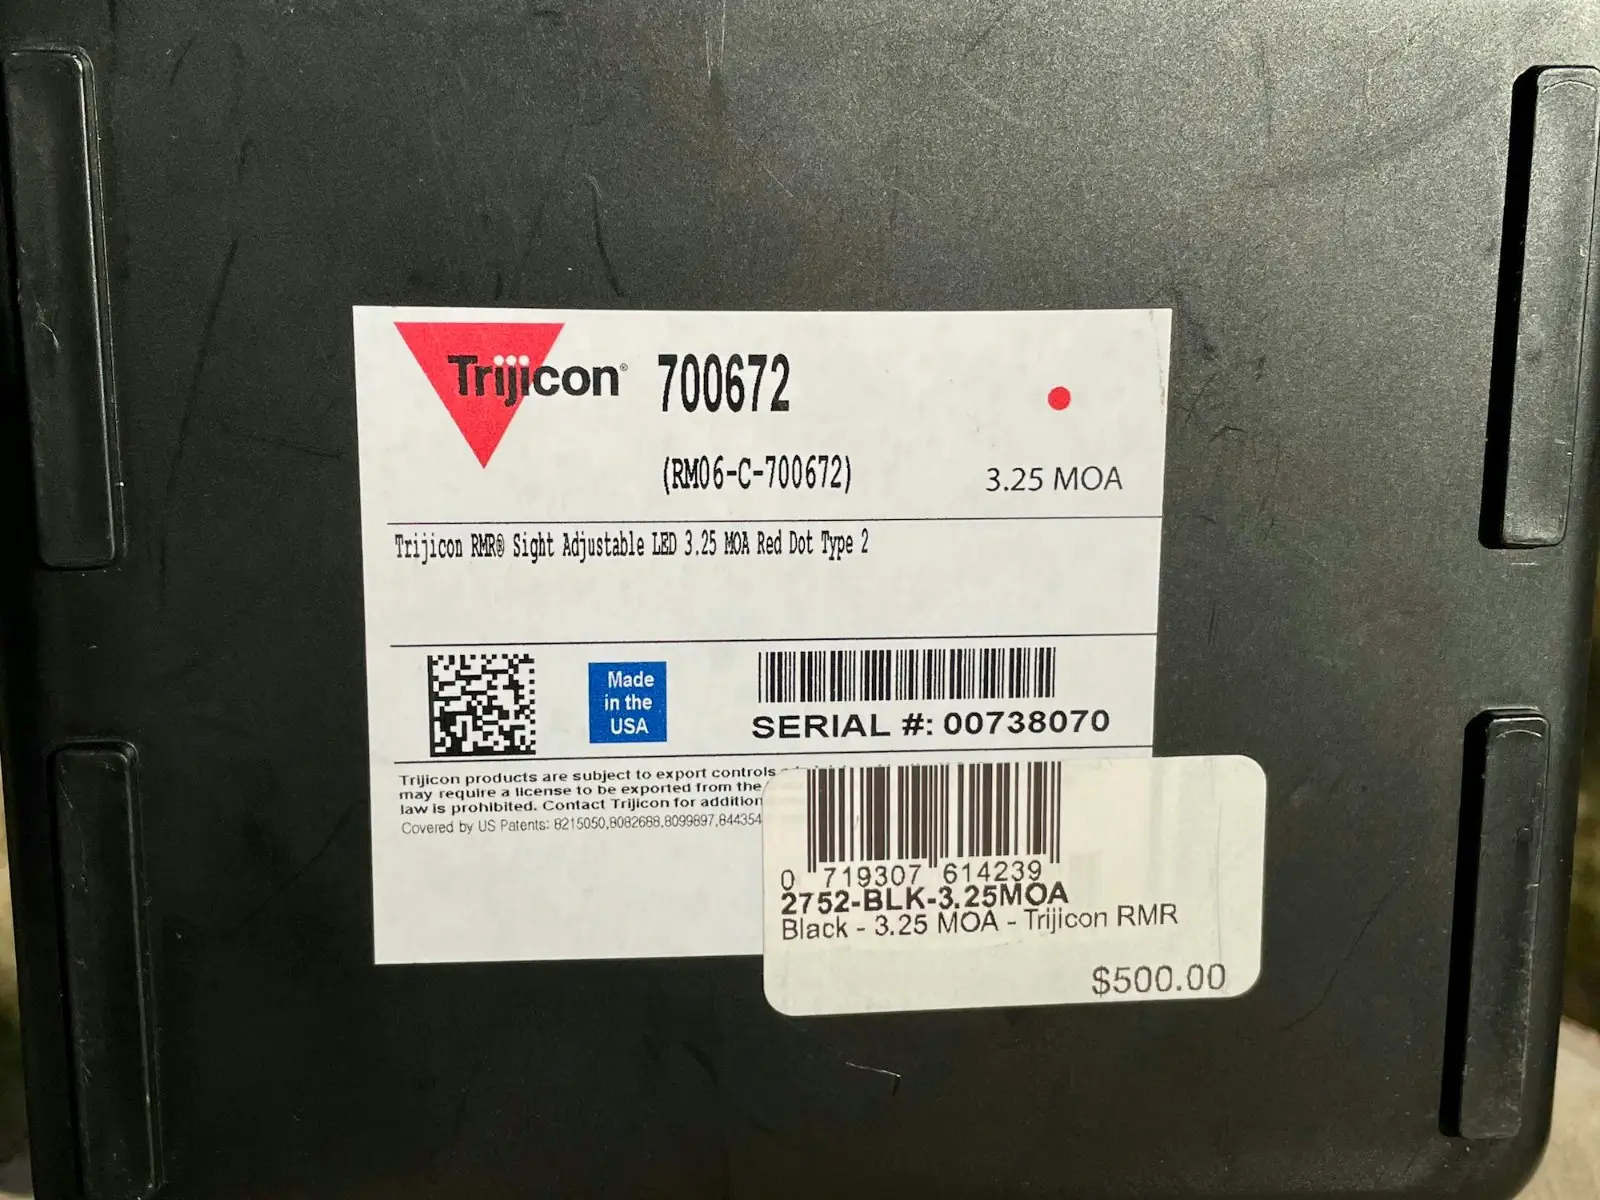 Trijicon® 700672
(RM06-C-700672)
3.25 MOA
Trijicon RMR® Sight Adjustable LED 3.25 MOA Red Dot Type 2
Made
in the
USA
SERIAL #: 00738070
Trijicon products are subject to export controls
may require a license to be exported from the
law is prohibited. Contact Trijicon for addition
Covered by US Patents: 8215050,8082688,8099897,844354
0 719307 614239
2752-BLK-3.25MOA
Black - 3.25 MOA - Trijicon RMR
$500.00